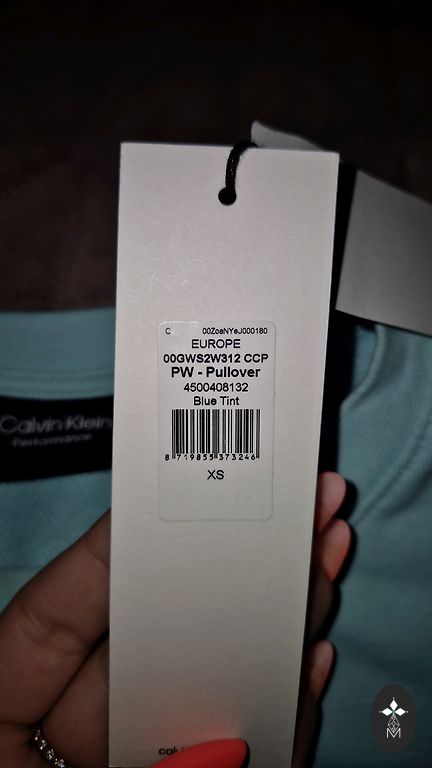 C 00ZoaNYeJ000180
EUROPE
00GWS2W312 CCP
PW - Pullover
4500408132
Blue Tint
8 719855 373246
XS
Calvin Klein
Performance